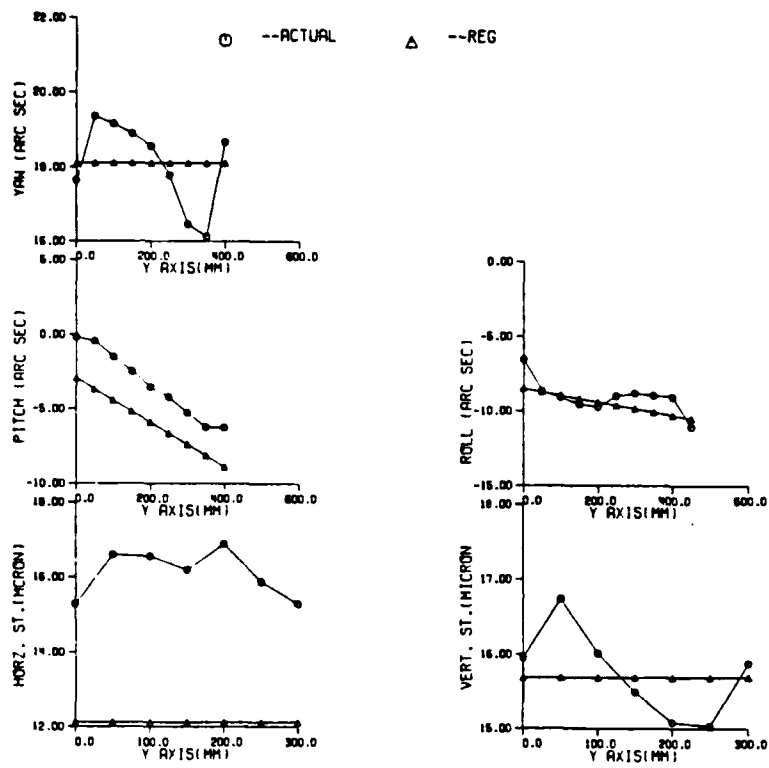 --ACTUAL --REG
YAW (ARC SEC)
22.00
20.00
18.00
16.00
0.0 200.0 400.0 600.0
Y AXIS(MM)
PITCH (ARC SEC)
5.00
0.00
-5.00
-10.00
200.0 400.0
Y AXIS(MM)
ROLL (ARC SEC)
0.00
-5.00
-10.00
-15.00
0.0 200.0 400.0 600.0
Y AXIS(MM)
HORZ. ST.(MCRON)
18.00
16.00
14.00
12.00
0.0 100.0 200.0 300.0
Y AXIS(MM)
VERT. ST.(MICRON
18.00
17.00
16.00
15.00
0.0 100.0 200.0 300.0
Y AXIS(MM)